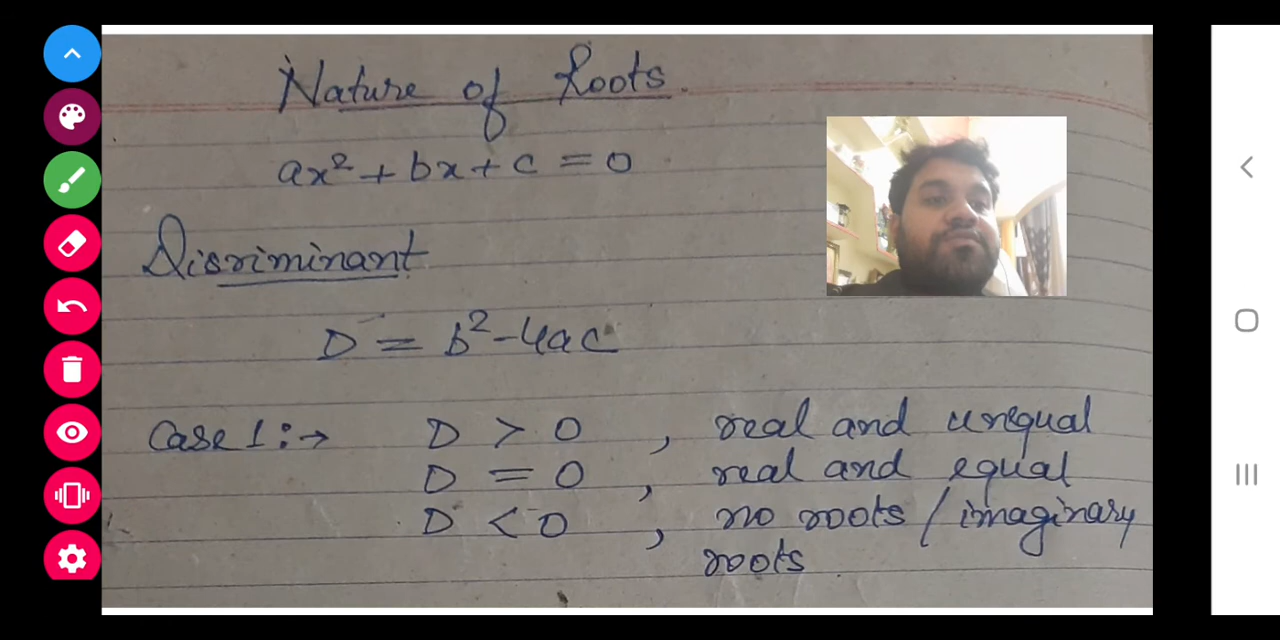 Nature of Roots.
ax² + bx + c = 0
Disriminant
D = b² - 4ac
Case 1:→ D > 0 , real and unequal
D = 0 , real and equal
D < 0 , no roots / imaginary
roots